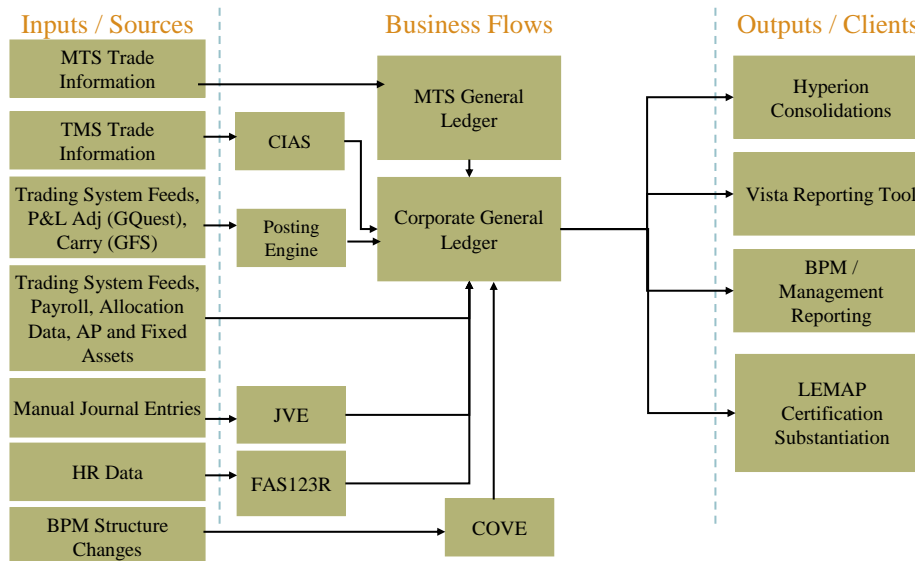 Inputs / Sources
Business Flows
Outputs / Clients
MTS Trade
Information
TMS Trade
Information
Trading System Feeds,
P&L Adj (GQuest),
Carry (GFS)
Trading System Feeds,
Payroll, Allocation
Data, AP and Fixed
Assets
Manual Journal Entries
HR Data
BPM Structure
Changes
CIAS
Posting
Engine
JVE
FAS123R
MTS General
Ledger
Corporate General
Ledger
COVE
Hyperion
Consolidations
Vista Reporting Tool
BPM /
Management
Reporting
LEMAP
Certification
Substantiation